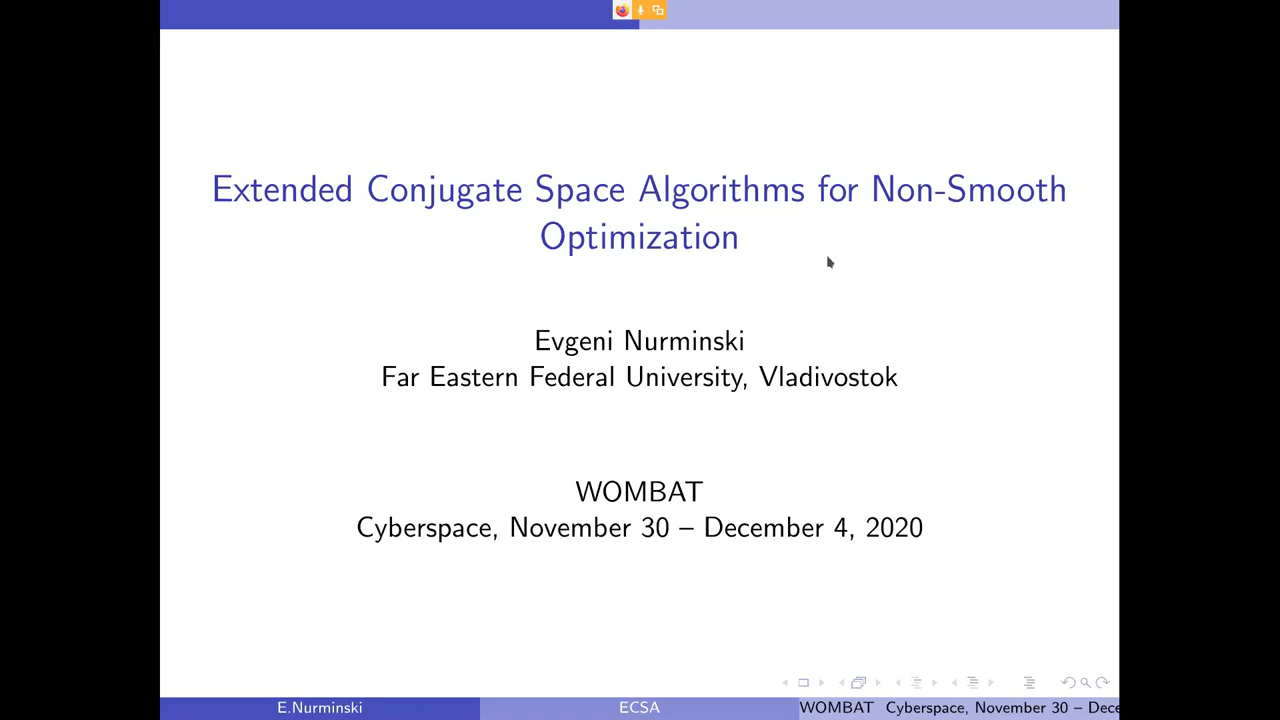 Extended Conjugate Space Algorithms for Non-Smooth
Optimization
Evgeni Nurminski
Far Eastern Federal University, Vladivostok
WOMBAT
Cyberspace, November 30 – December 4, 2020
E.Nurminski
ECSA
WOMBAT Cyberspace, November 30 – Dece